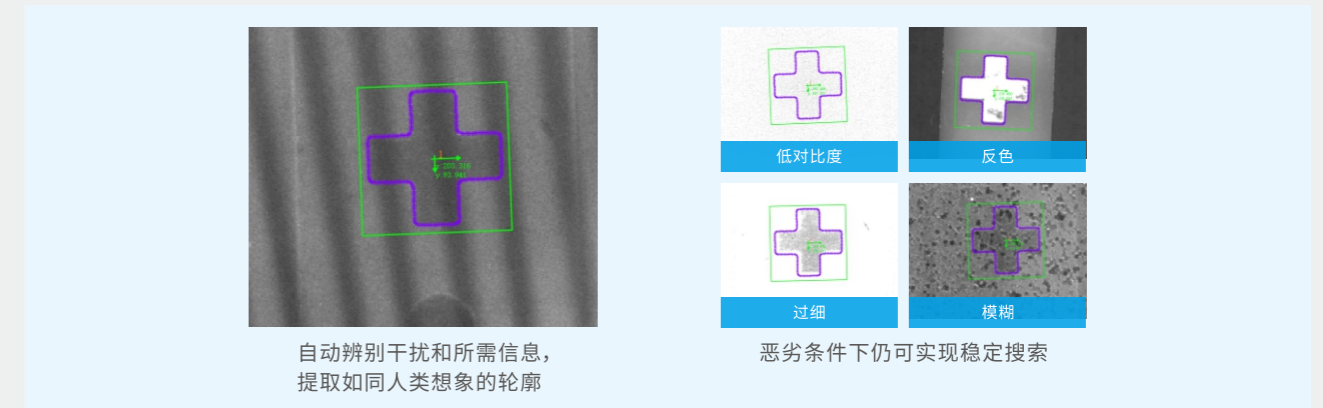 低对比度
反色
过细
模糊
自动辨别干扰和所需信息，
提取如同人类想象的轮廓
恶劣条件下仍可实现稳定搜索